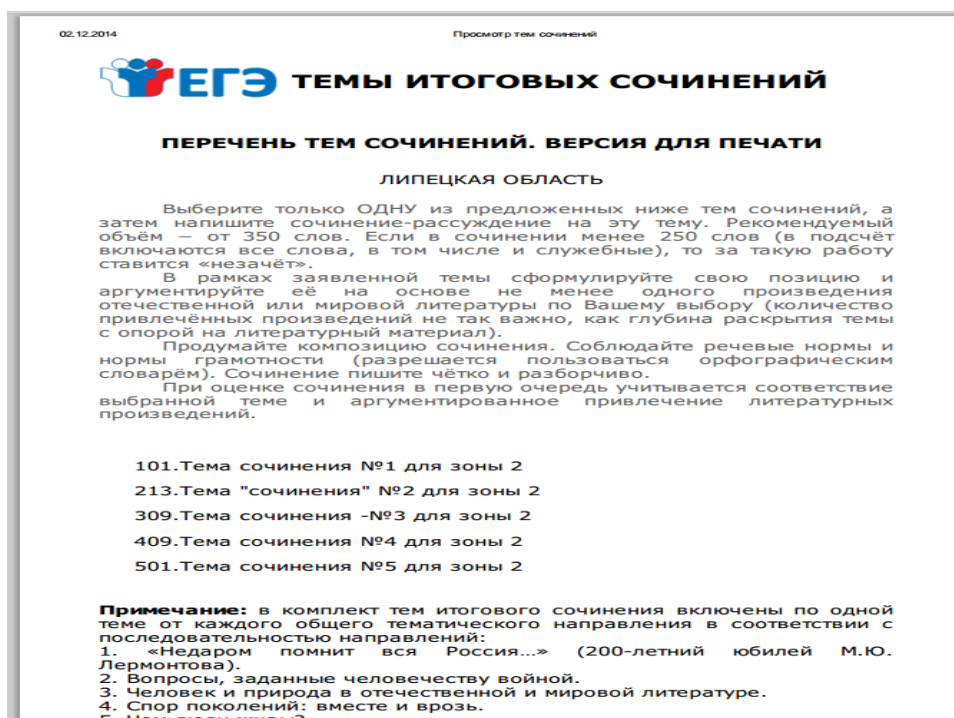 02.12.2014 Просмотр тем сочинений
ЕГЭ ТЕМЫ ИТОГОВЫХ СОЧИНЕНИЙ
ПЕРЕЧЕНЬ ТЕМ СОЧИНЕНИЙ. ВЕРСИЯ ДЛЯ ПЕЧАТИ
ЛИПЕЦКАЯ ОБЛАСТЬ
Выберите только ОДНУ из предложенных ниже тем сочинений, а
затем напишите сочинение-рассуждение на эту тему. Рекомендуемый
объём – от 350 слов. Если в сочинении менее 250 слов (в подсчёт
включаются все слова, в том числе и служебные), то за такую работу
ставится «незачёт».
В рамках заявленной темы сформулируйте свою позицию и
аргументируйте её на основе не менее одного произведения
отечественной или мировой литературы по Вашему выбору (количество
привлечённых произведений не так важно, как глубина раскрытия темы
с опорой на литературный материал).
Продумайте композицию сочинения. Соблюдайте речевые нормы и
нормы грамотности (разрешается пользоваться орфографическим
словарём). Сочинение пишите чётко и разборчиво.
При оценке сочинения в первую очередь учитывается соответствие
выбранной теме и аргументированное привлечение литературных
произведений.
101.Тема сочинения №1 для зоны 2
213.Тема "сочинения" №2 для зоны 2
309.Тема сочинения -№3 для зоны 2
409.Тема сочинения №4 для зоны 2
501.Тема сочинения №5 для зоны 2
Примечание: в комплект тем итогового сочинения включены по одной
теме от каждого общего тематического направления в соответствии с
последовательностью направлений:
1. «Недаром помнит вся Россия...» (200-летний юбилей М.Ю.
Лермонтова).
2. Вопросы, заданные человечеству войной.
3. Человек и природа в отечественной и мировой литературе.
4. Спор поколений: вместе и врозь.